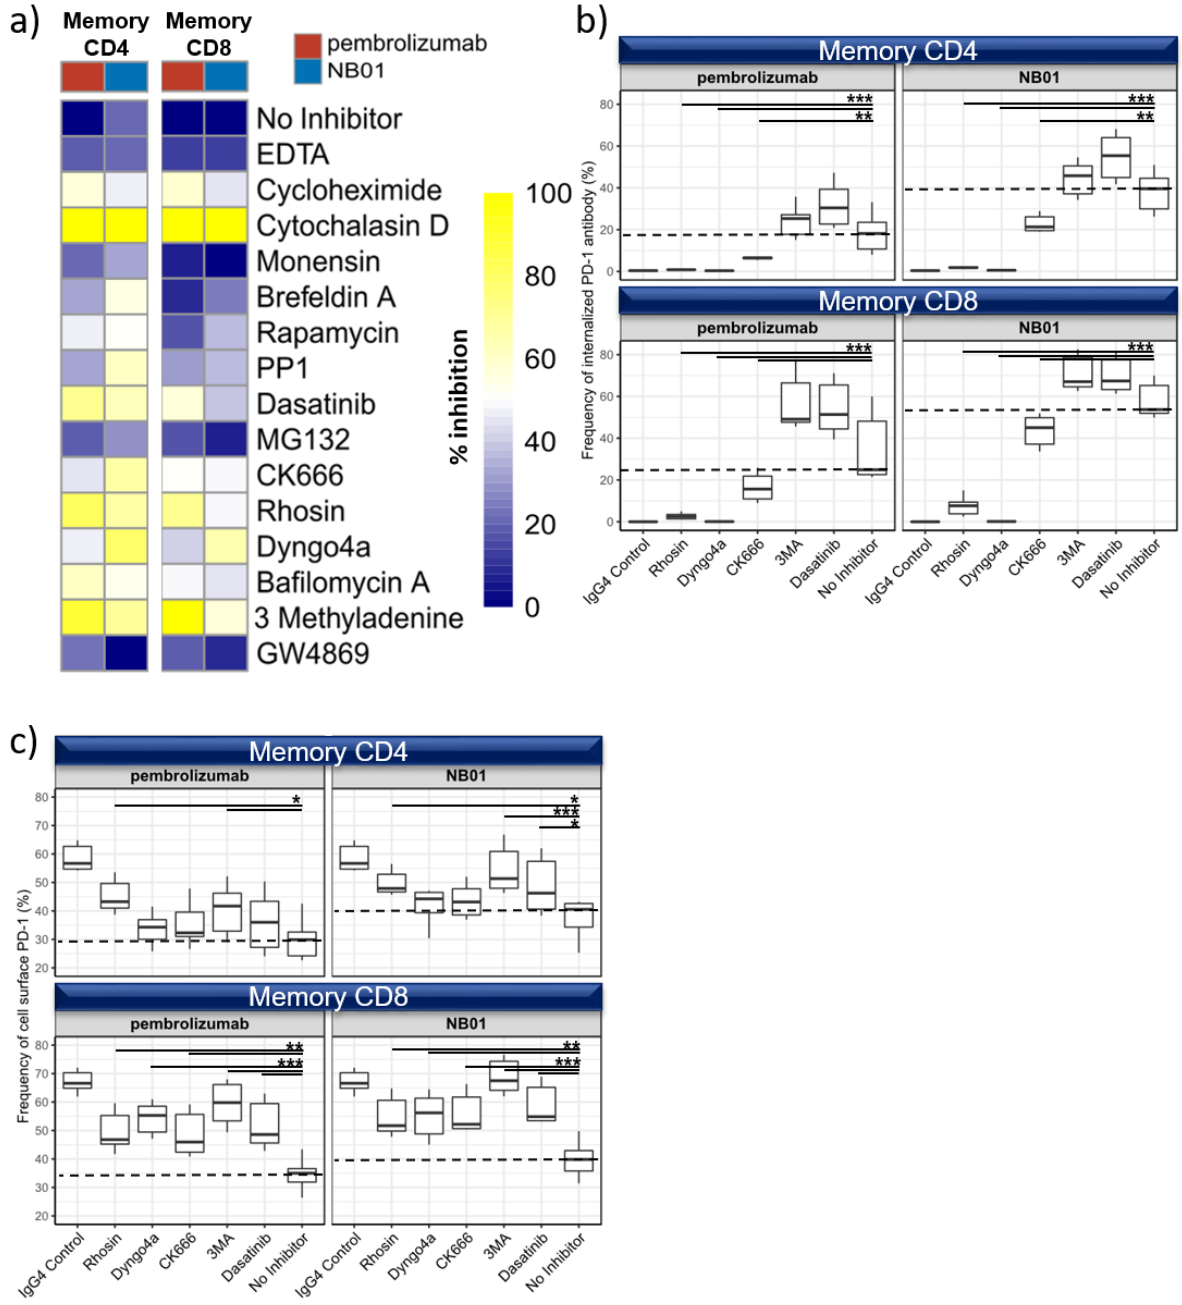 a)
Memory CD4
Memory CD8
pembrolizumab
NB01
No Inhibitor
EDTA
Cycloheximide
Cytochalasin D
Monensin
Brefeldin A
Rapamycin
PP1
Dasatinib
MG132
CK666
Rhosin
Dyngo4a
Bafilomycin A
3 Methyladenine
GW4869
100
80
60
40
20
0
% inhibition
b)
Memory CD4
pembrolizumab
NB01
80
60
40
20
0
***
**
***
**
Memory CD8
pembrolizumab
NB01
80
60
40
20
0
***
***
Frequency of internalized PD-1 antibody (%)
IgG4 Control
Rhosin
Dyngo4a
CK666
3MA
Dasatinib
No Inhibitor
IgG4 Control
Rhosin
Dyngo4a
CK666
3MA
Dasatinib
No Inhibitor
c)
Memory CD4
pembrolizumab
NB01
80
70
60
50
40
30
20
*
*
***
*
Memory CD8
pembrolizumab
NB01
80
70
60
50
40
30
20
**
***
**
***
Frequency of cell surface PD-1 (%)
IgG4 Control
Rhosin
Dyngo4a
CK666
3MA
Dasatinib
No Inhibitor
IgG4 Control
Rhosin
Dyngo4a
CK666
3MA
Dasatinib
No Inhibitor